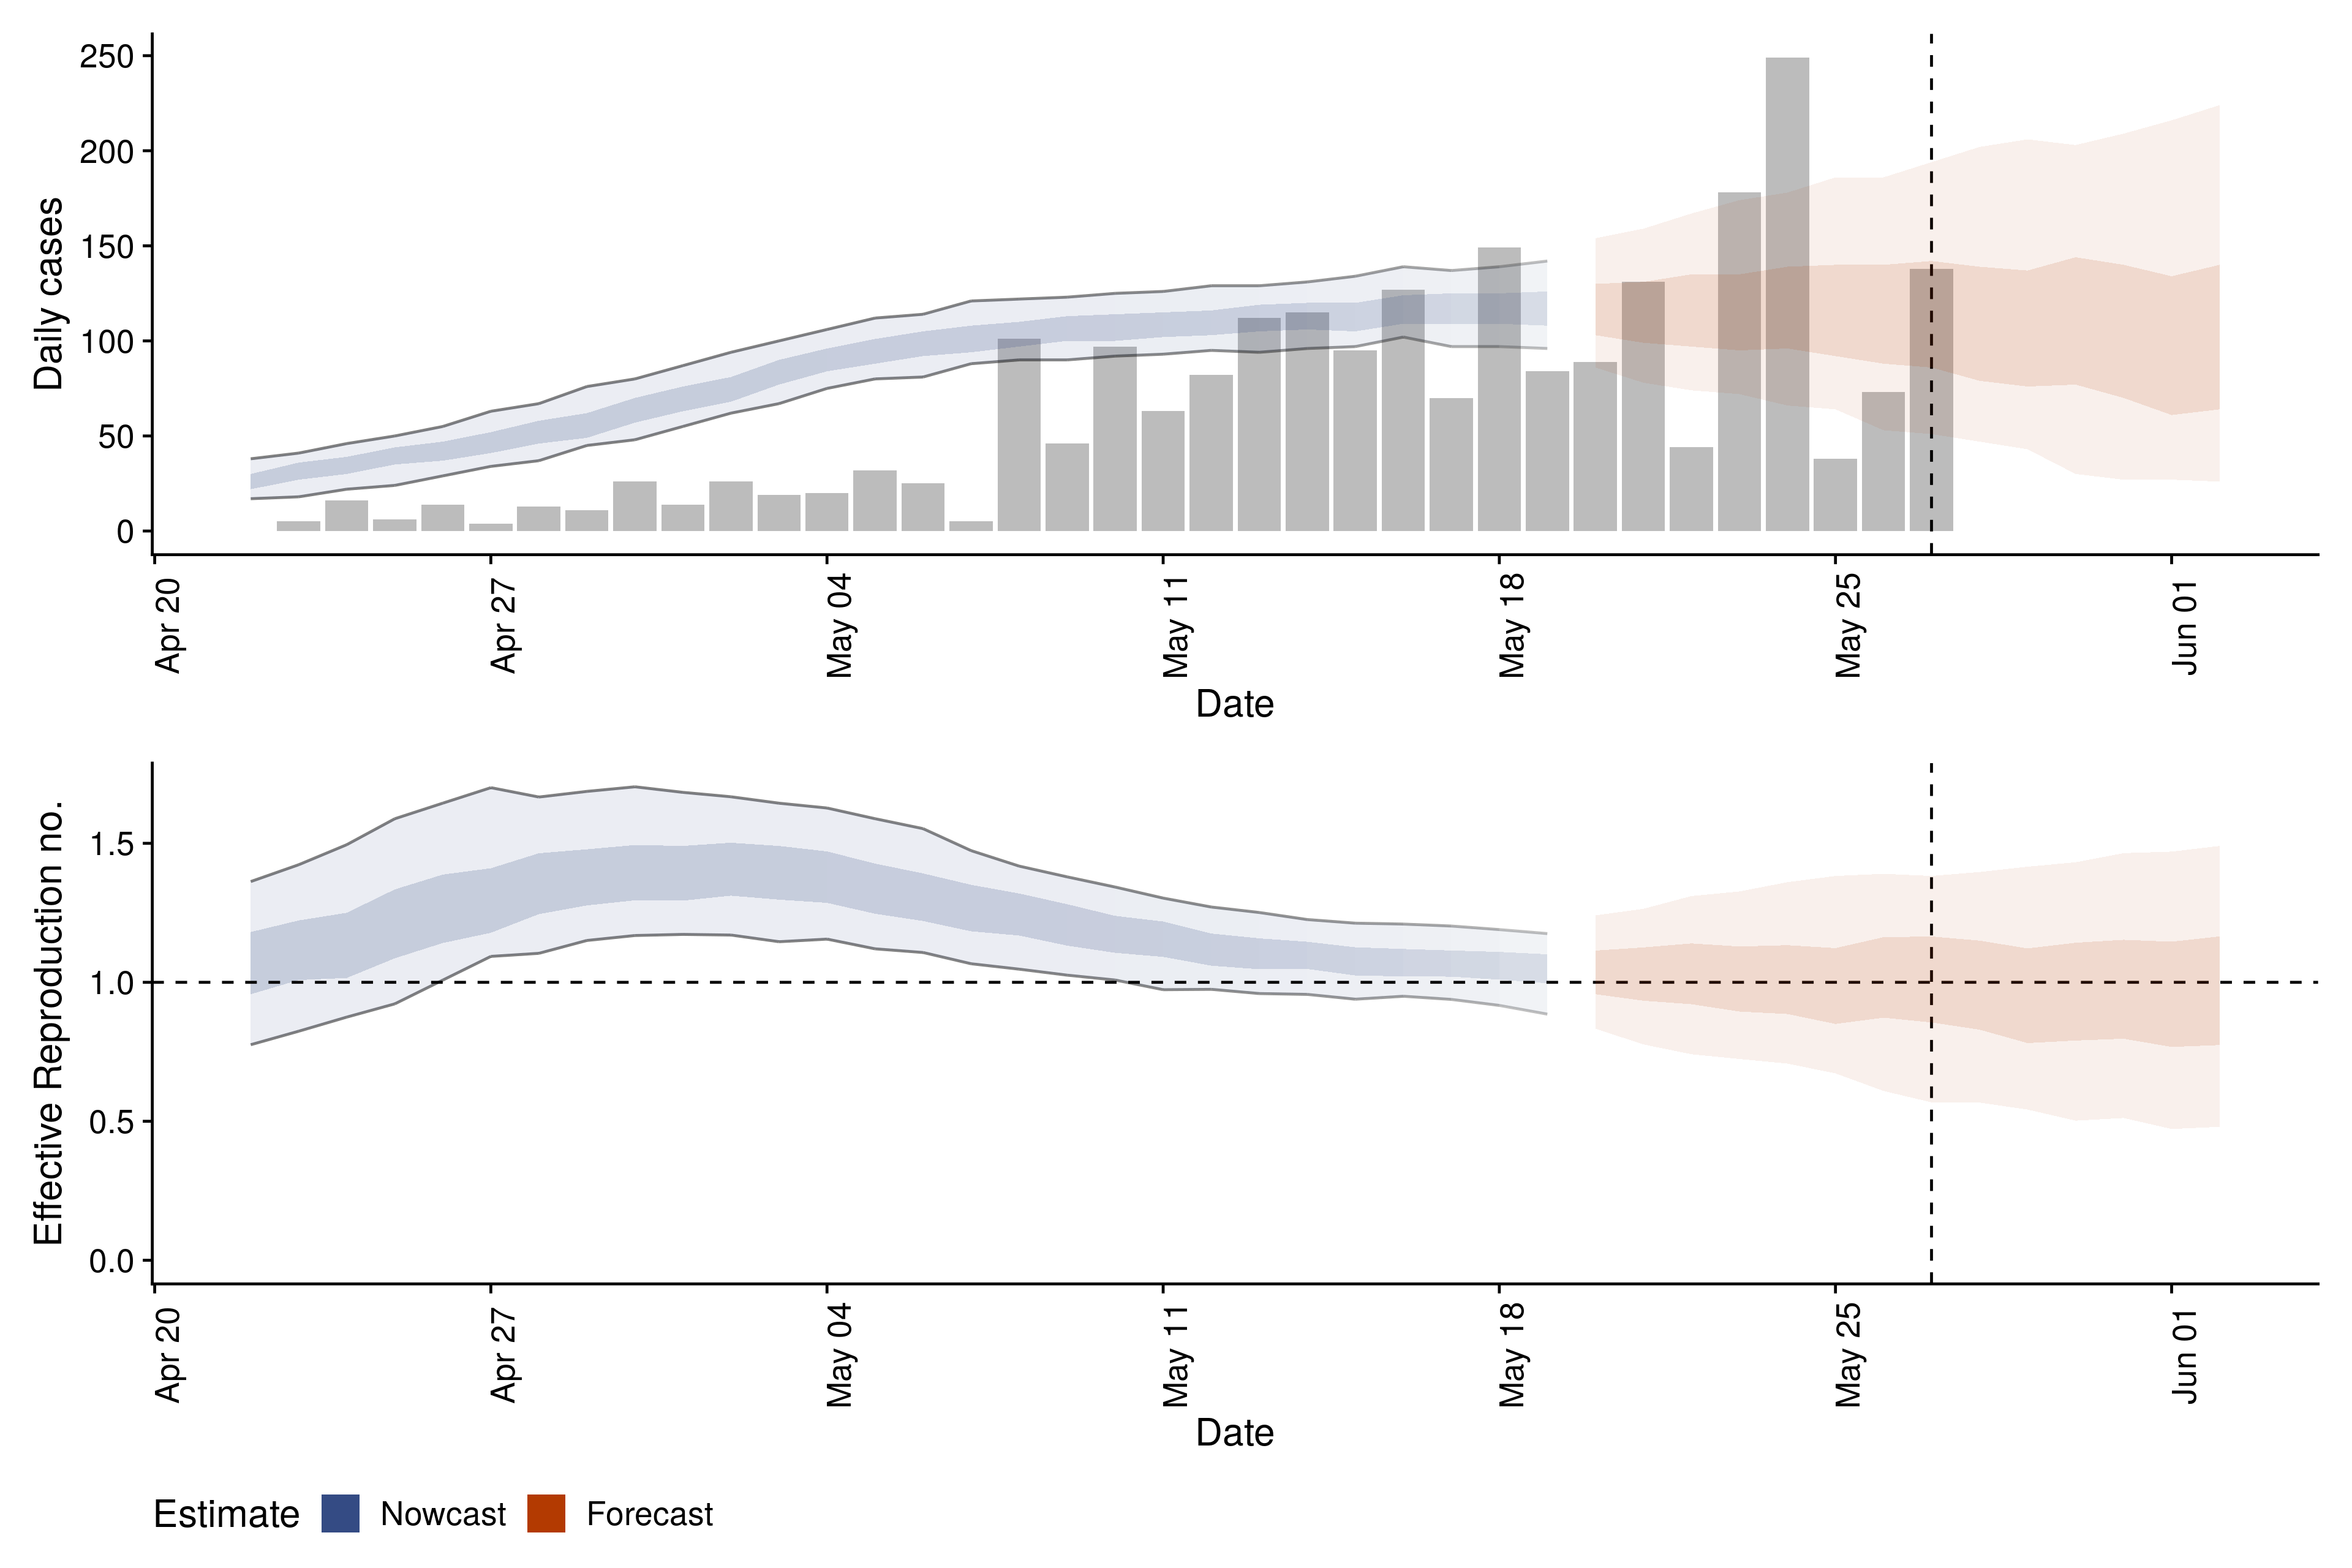 250
200
150
100
50
0
Daily cases
Apr 20
Apr 27
May 04
May 11
May 18
May 25
Jun 01
Date
1.5
1.0
0.5
0.0
Effective Reproduction no.
Apr 20
Apr 27
May 04
May 11
May 18
May 25
Jun 01
Date
Estimate Nowcast Forecast